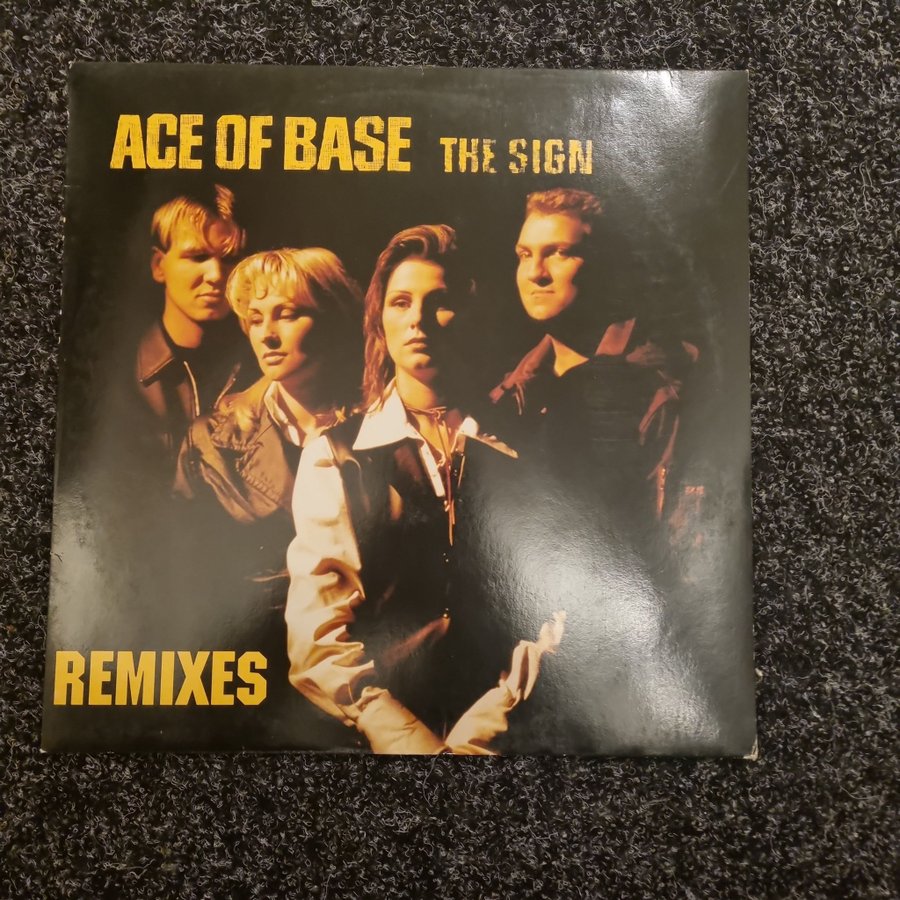 ACE OF BASE THE SIGN
REMIXES